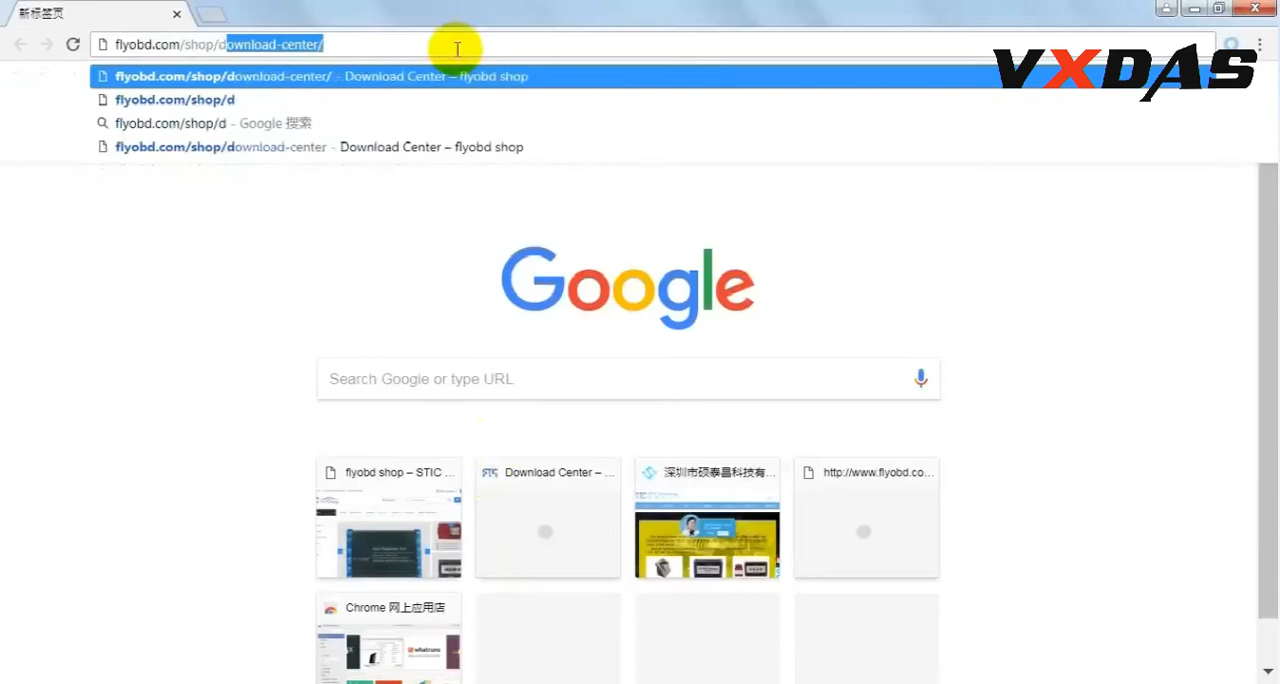 新标签页
flyobd.com/shop/download-center/
flyobd.com/shop/download-center/ - Download Center – flyobd shop
VXDAS
flyobd.com/shop/d
flyobd.com/shop/d - Google 搜索
flyobd.com/shop/download-center - Download Center – flyobd shop
Google
Search Google or type URL
flyobd shop – STIC ...
STC Download Center – ...
深圳市硕泰昌科技有...
http://www.flyobd.co...
Chrome 网上应用店
whatruns